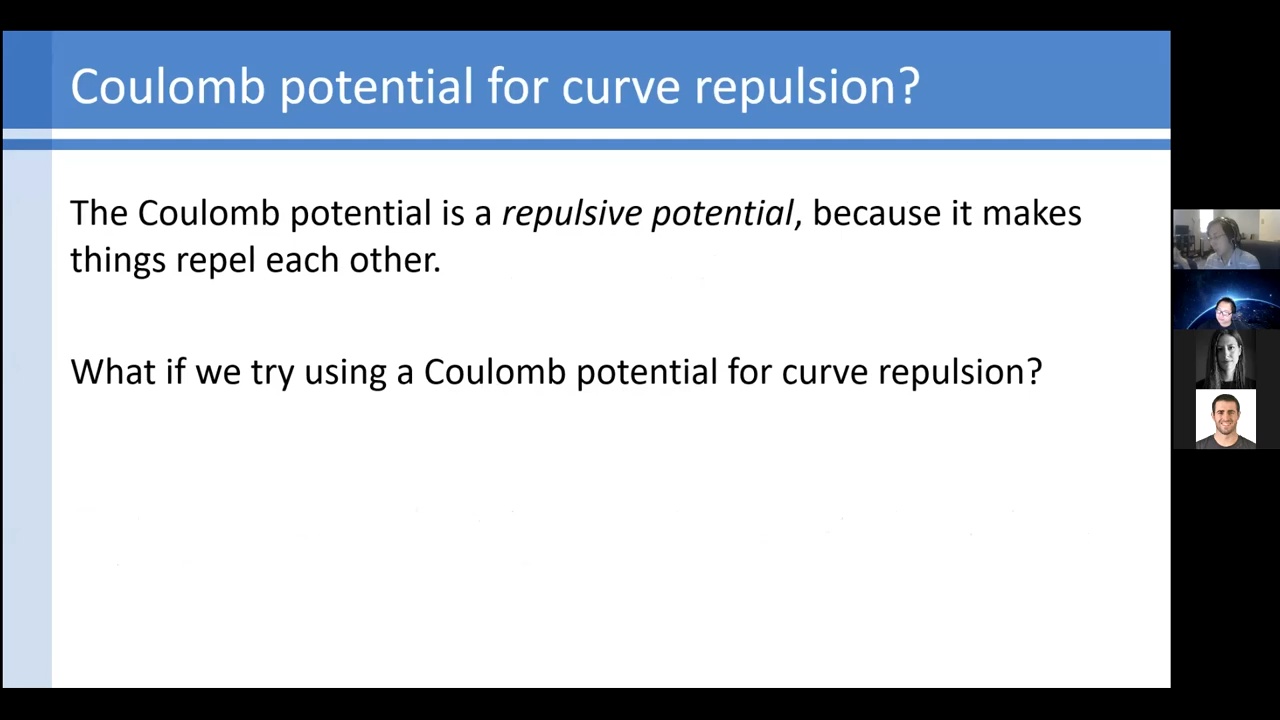 Coulomb potential for curve repulsion?
The Coulomb potential is a repulsive potential, because it makes
things repel each other.
What if we try using a Coulomb potential for curve repulsion?